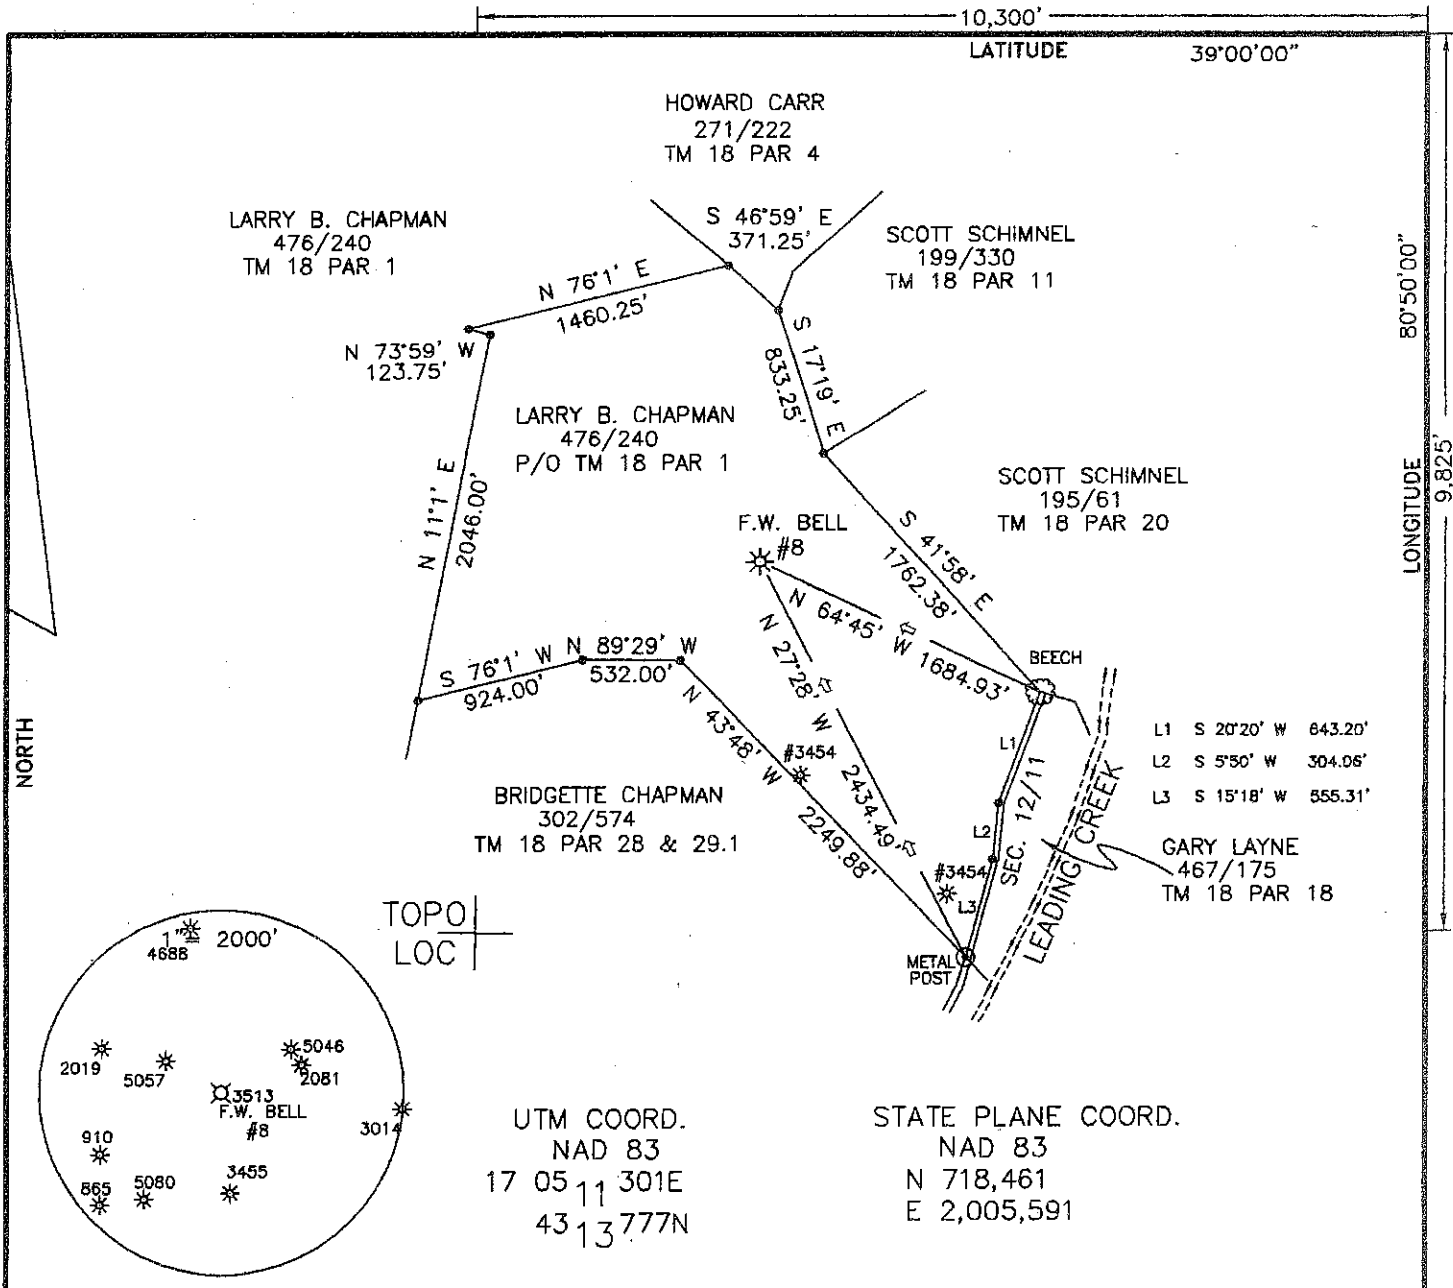 10,300'
LATITUDE 39°00'00"
HOWARD CARR
271/222
TM 18 PAR 4
LARRY B. CHAPMAN
476/240
TM 18 PAR 1
S 46°59' E
371.25'
SCOTT SCHIMNEL
199/330
TM 18 PAR 11
N 76°1' E
1460.25'
N 73°59' W
123.75'
S 17°19' E
833.25'
LONGITUDE 80°50'00"
9,825'
LARRY B. CHAPMAN
476/240
P/O TM 18 PAR 1
N 11°1' E
2046.00'
SCOTT SCHIMNEL
195/61
TM 18 PAR 20
F.W. BELL
#8
S 41°58' E
1762.38'
N 64°45' W 1684.93'
N 27°28' W 2434.49'
BEECH
S 76°1' W
924.00'
N 89°29' W
532.00'
N 43°48' W 2249.88'
#3454
NORTH
L1
L2
L3
#3454
SEC. 12/11
LEADING CREEK
L1 S 20°20' W 643.20'
L2 S 5°50' W 304.06'
L3 S 15°18' W 555.31'
BRIDGETTE CHAPMAN
302/574
TM 18 PAR 28 & 29.1
GARY LAYNE
467/175
TM 18 PAR 18
METAL
POST
TOPO
LOC
1" = 2000'
4688
2019
5057
5046
2081
3513
F.W. BELL
#8
3014
910
865
5080
3455
UTM COORD.
NAD 83
17 05 11 301E
43 13 777N
STATE PLANE COORD.
NAD 83
N 718,461
E 2,005,591